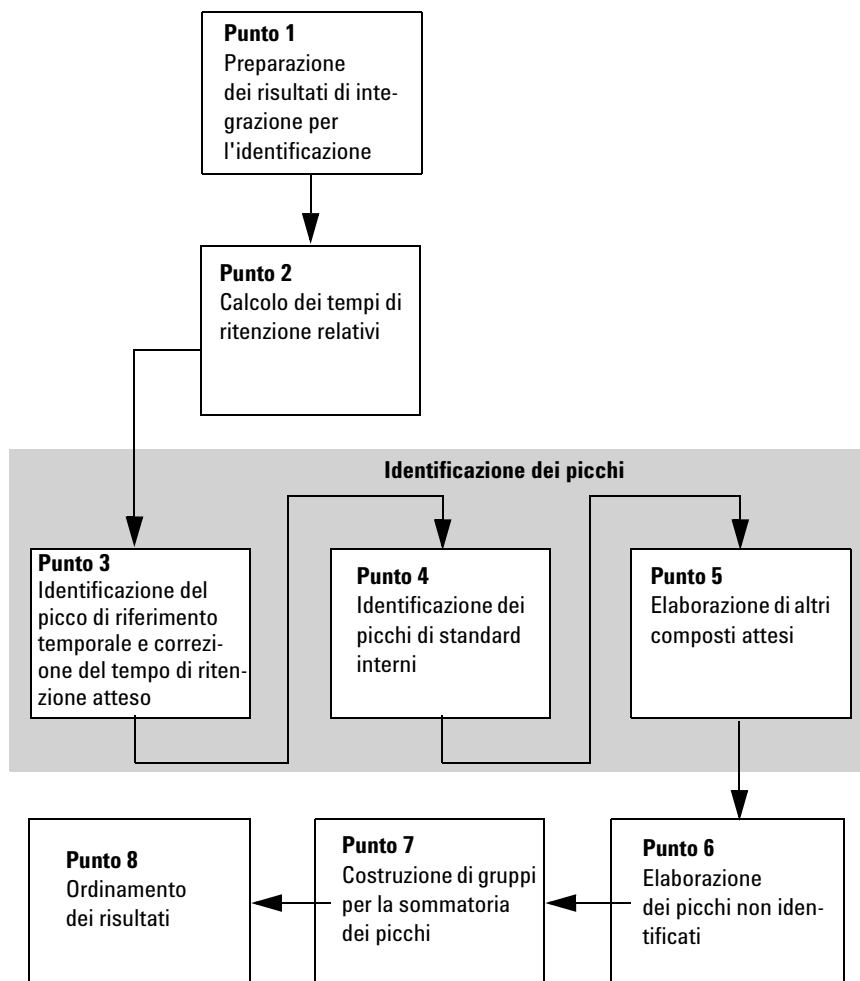 Punto 1
Preparazione
dei risultati di inte-
grazione per
l'identificazione
Punto 2
Calcolo dei tempi di
ritenzione relativi
Identificazione dei picchi
Punto 3
Identificazione del
picco di riferimento
temporale e correzi-
one del tempo di riten-
zione atteso
Punto 4
Identificazione dei
picchi di standard
interni
Punto 5
Elaborazione di altri
composti attesi
Punto 6
Elaborazione
dei picchi non iden-
tificati
Punto 7
Costruzione di gruppi
per la sommatoria
dei picchi
Punto 8
Ordinamento
dei risultati